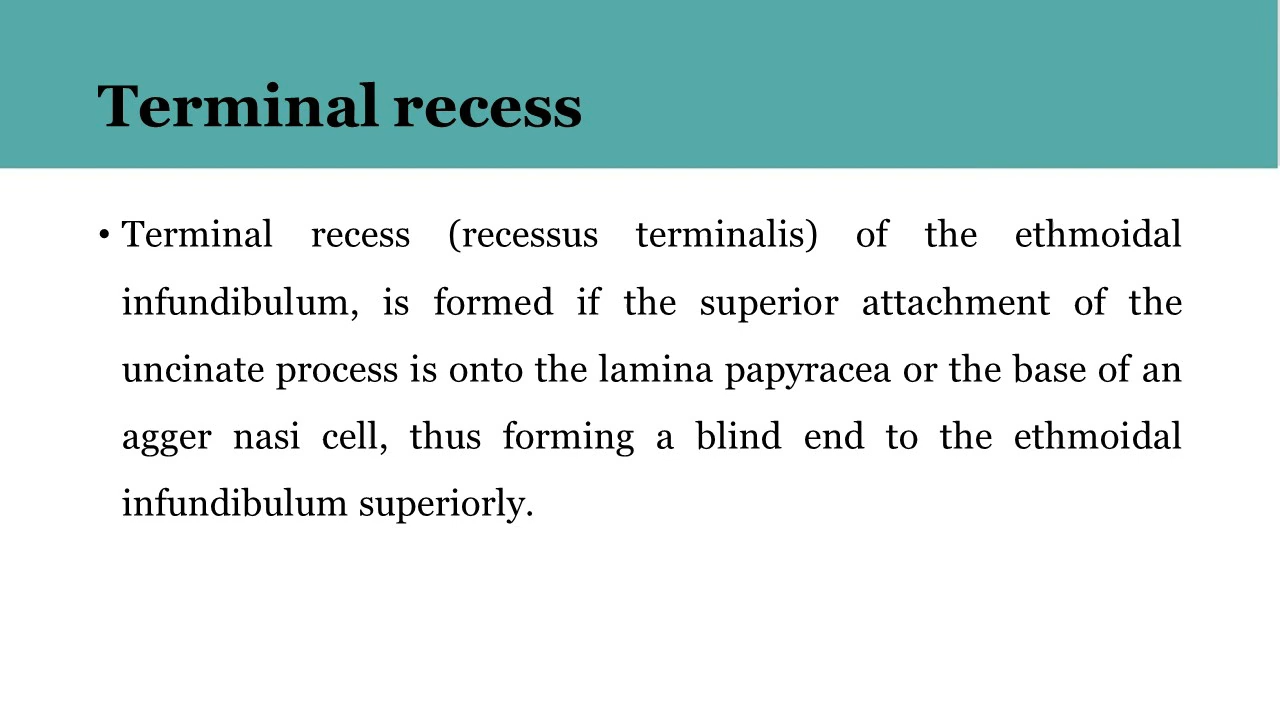 Terminal recess
• Terminal recess (recessus terminalis) of the ethmoidal
infundibulum, is formed if the superior attachment of the
uncinate process is onto the lamina papyracea or the base of an
agger nasi cell, thus forming a blind end to the ethmoidal
infundibulum superiorly.